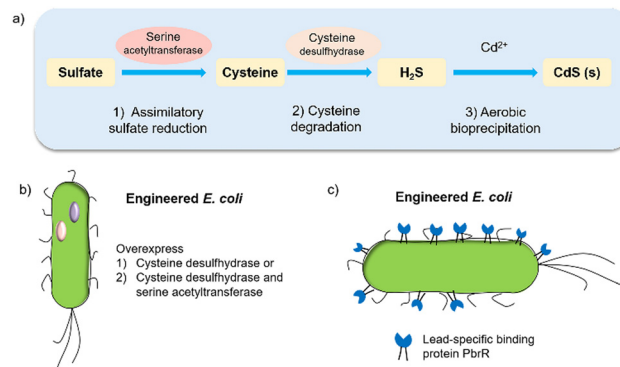 a)
Serine
acetyltransferase
Cysteine
desulfhydrase
Cd²⁺
Sulfate
Cysteine
H₂S
CdS (s)
1) Assimilatory
sulfate reduction
2) Cysteine
degradation
3) Aerobic
bioprecipitation
b)
Engineered E. coli
Overexpress
1) Cysteine desulfhydrase or
2) Cysteine desulfhydrase and
serine acetyltransferase
c)
Engineered E. coli
Lead-specific binding
protein PbrR